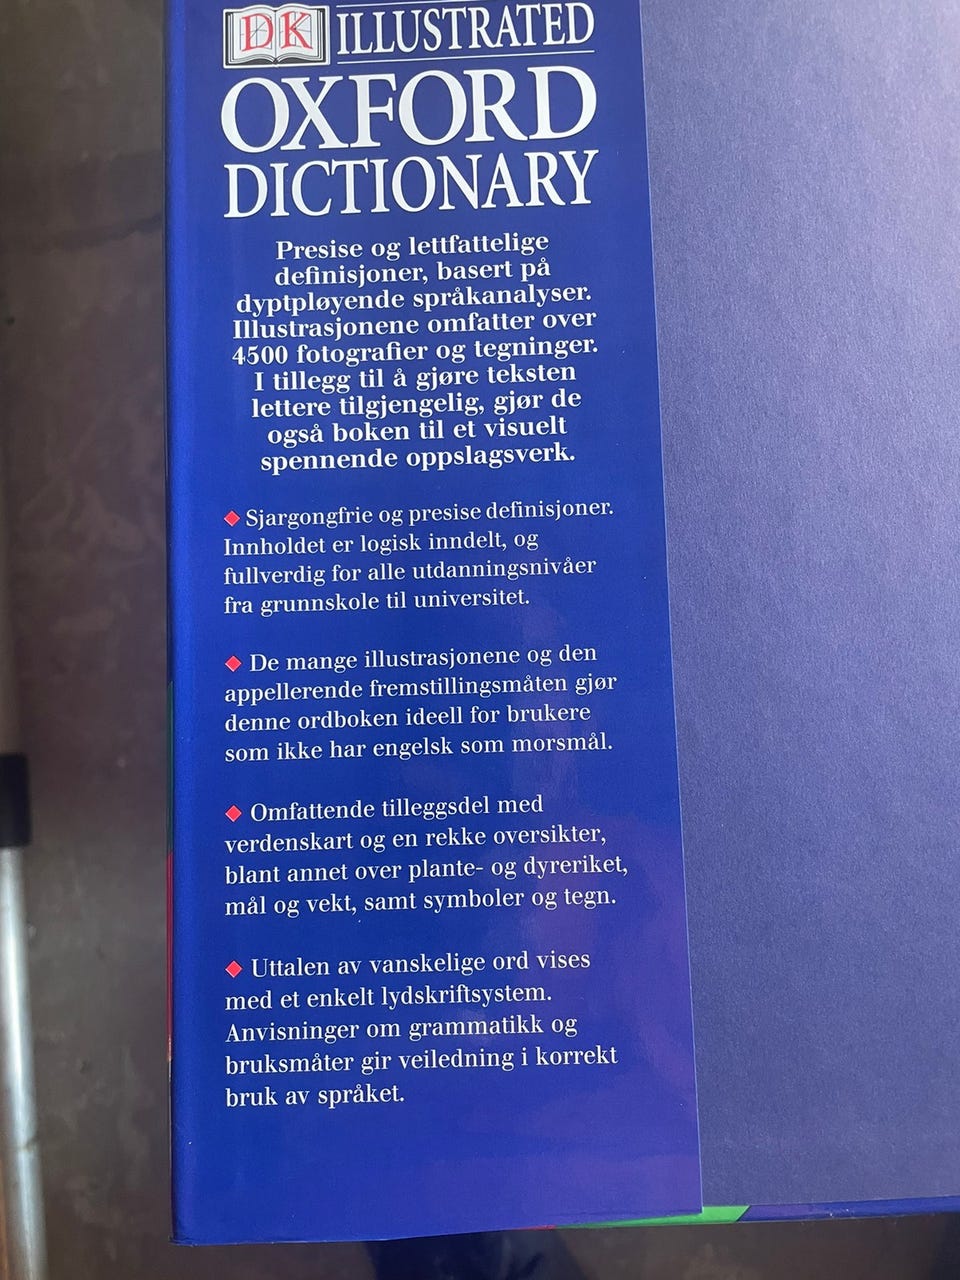 DK ILLUSTRATED
OXFORD
DICTIONARY
Presise og lettfattelige
definisjoner, basert på
dyptpløyende språkanalyser.
Illustrasjonene omfatter over
4500 fotografier og tegninger.
I tillegg til å gjøre teksten
lettere tilgjengelig, gjør de
også boken til et visuelt
spennende oppslagsverk.
◆ Sjargongfrie og presise definisjoner.
Innholdet er logisk inndelt, og
fullverdig for alle utdanningsnivåer
fra grunnskole til universitet.
◆ De mange illustrasjonene og den
appellerende fremstillingsmåten gjør
denne ordboken ideell for brukere
som ikke har engelsk som morsmål.
◆ Omfattende tilleggsdel med
verdenskart og en rekke oversikter,
blant annet over plante- og dyreriket,
mål og vekt, samt symboler og tegn.
◆ Uttalen av vanskelige ord vises
med et enkelt lydskriftsystem.
Anvisninger om grammatikk og
bruksmåter gir veiledning i korrekt
bruk av språket.